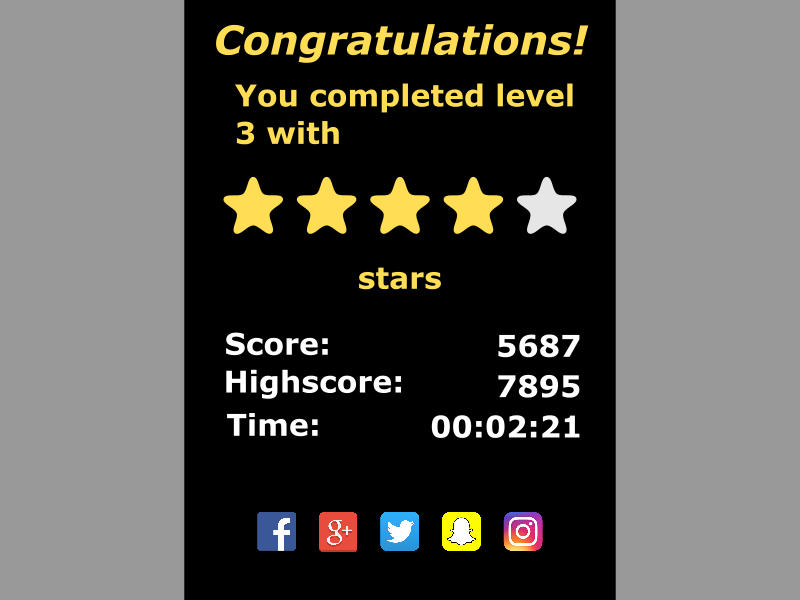 Congratulations!
You completed level
3 with
stars
Score: 5687
Highscore: 7895
Time: 00:02:21
f g+